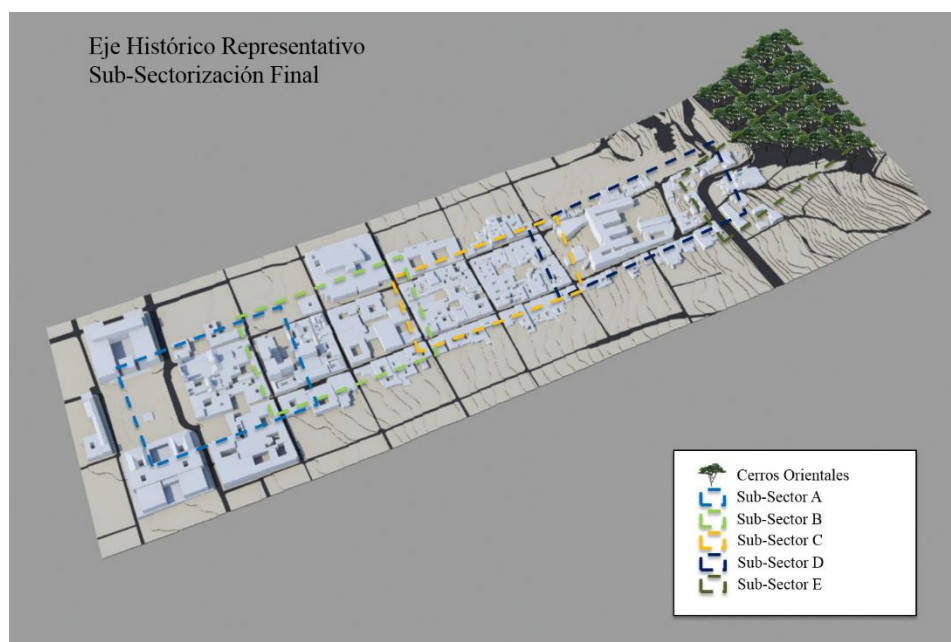 Eje Histórico Representativo
Sub-Sectorización Final
Cerros Orientales
Sub-Sector A
Sub-Sector B
Sub-Sector C
Sub-Sector D
Sub-Sector E